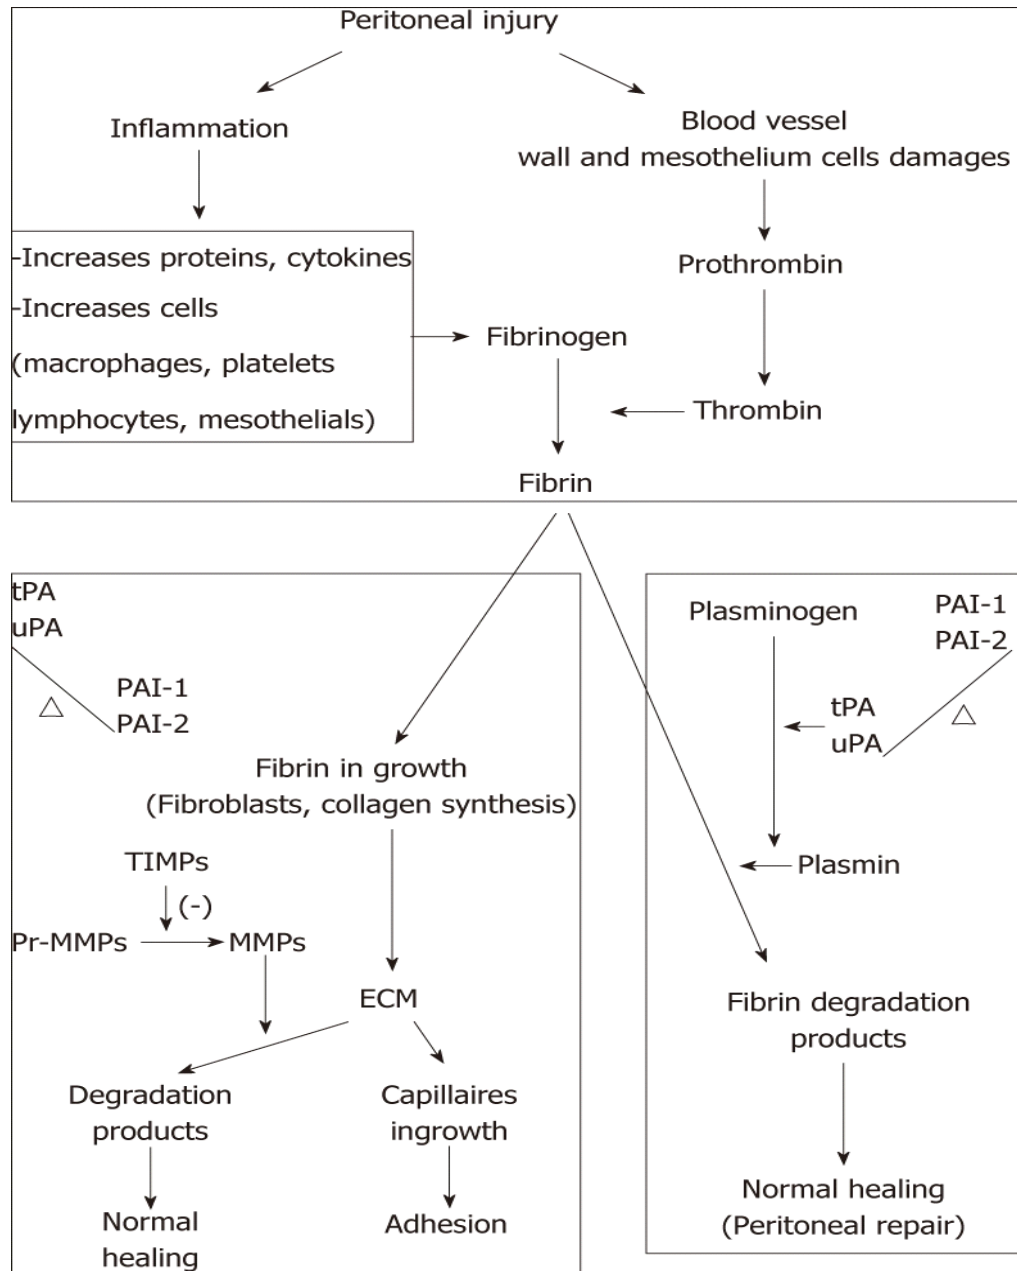 Peritoneal injury
Inflammation
Blood vessel
wall and mesothelium cells damages
-Increases proteins, cytokines
-Increases cells
(macrophages, platelets
lymphocytes, mesothelials)
Prothrombin
Fibrinogen
Thrombin
Fibrin
tPA
uPA
PAI-1
PAI-2
Fibrin in growth
(Fibroblasts, collagen synthesis)
TIMPs
(-)
Pr-MMPs
MMPs
ECM
Degradation
products
Capillaires
ingrowth
Normal
healing
Adhesion
Plasminogen
PAI-1
PAI-2
tPA
uPA
Plasmin
Fibrin degradation
products
Normal healing
(Peritoneal repair)